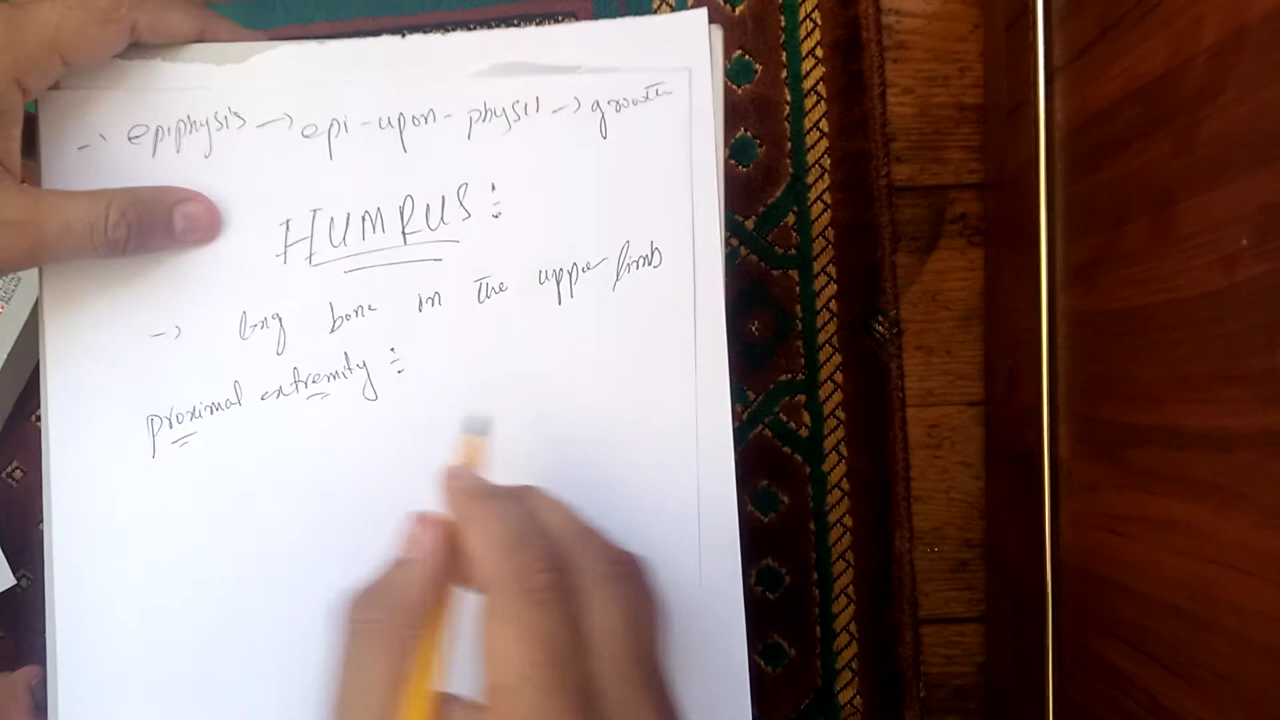 -> epiphysis -> epi-upon-physis -> growth
HUMRUS :
-> long bone in the upper limb
proximal extremity :